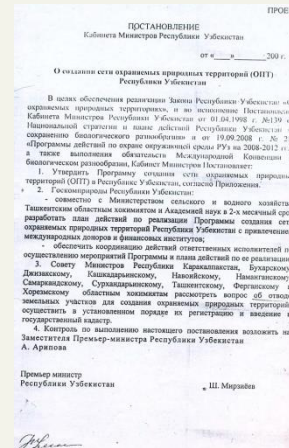 ПРОЕ
ПОСТАНОВЛЕНИЕ
Кабинета Министров Республики Узбекистан
от « » 200 г.
О создании сети охраняемых природных территорий (ОПТ)
Республики Узбекистан
В целях обеспечения реализации Закона Республики Узбекистан «О
охраняемых природных территориях», и во исполнение Постановлен
Кабинета Министров Республики Узбекистан от 01.04.1998 г. №139 «
Национальной стратегии и плане действий Республики Узбекистан
сохранению биологического разнообразия» и от 19.09.2008 г. № 2
«Программы действий по охране окружающей среды РУз на 2008-2012 гг.
а также выполнения обязательств Международной Конвенции
биологическом разнообразии, Кабинет Министров Постановляет:
1. Утвердить Программу создания сети охраняемых природны
территорий (ОПТ) в Республике Узбекистан, согласно Приложения.
2. Госкомприроды Республики Узбекистан:
- совместно с Министерством сельского и водного хозяйств
Ташкентским областным хокимиятом и Академией наук в 2-х месячный сро
разработать план действий по реализации Программы создания сет
охраняемых природных территорий Республики Узбекистан с привлечение
международных доноров и финансовых институтов;
- обеспечить координацию действий ответственных исполнителей п
осуществлению мероприятий Программы и плана действий по ее реализации
3. Совету Министров Республики Каракалпакстан, Бухарском
Джизакскому, Кашкадарьинскому, Навоийскому, Наманганскому
Самаркандскому, Сурхандарьинскому, Ташкентскому, Ферганскому
Хорезмскому областным хокимиятам рассмотреть вопрос об отводе
земельных участков для создания охраняемых природных территорий
осуществить в установленном порядке их регистрацию и введение
государственный кадастр.
4. Контроль по выполнению настоящего постановления возложить на
Заместителя Премьер-министра Республики Узбекистан
А. Арипова
Премьер министр
Республики Узбекистан Ш. Мирзиёев